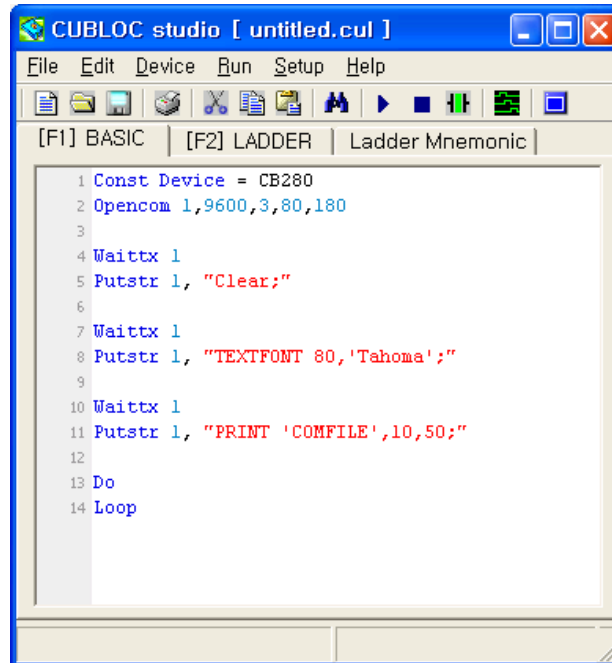 CUBLOC studio [ untitled.cul ]
File Edit Device Run Setup Help
[F1] BASIC [F2] LADDER Ladder Mnemonic
1 Const Device = CB280
2 Opencom 1,9600,3,80,180
3
4 Waittx 1
5 Putstr 1, "Clear;"
6
7 Waittx 1
8 Putstr 1, "TEXTFONT 80,'Tahoma';"
9
10 Waittx 1
11 Putstr 1, "PRINT 'COMFILE',10,50;"
12
13 Do
14 Loop